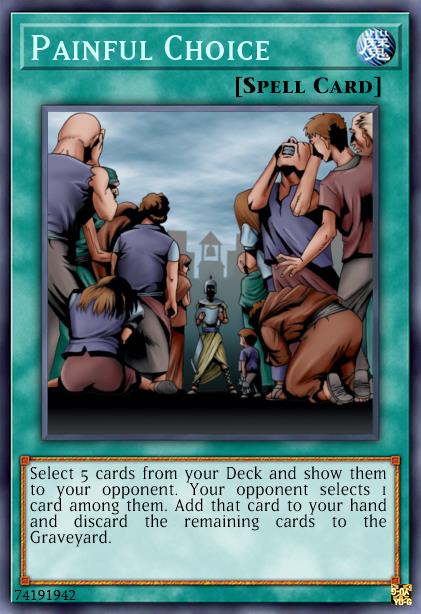 Painful Choice
魔
[Spell Card]
Select 5 cards from your Deck and show them
to your opponent. Your opponent selects 1
card among them. Add that card to your hand
and discard the remaining cards to the
Graveyard.
74191942